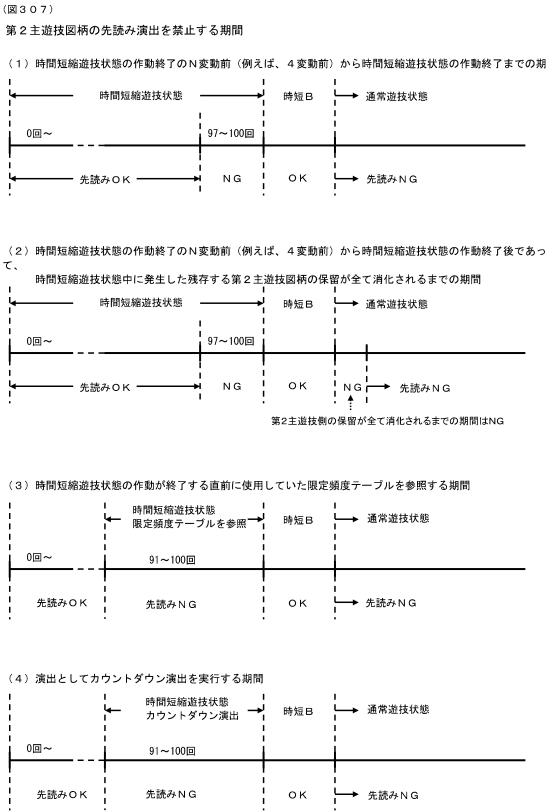 (図３０７)
第２主遊技図柄の先読み演出を禁止する期間
（１）時間短縮遊技状態の作動終了のＮ変動前（例えば、４変動前）から時間短縮遊技状態の作動終了までの期
時間短縮遊技状態 時短Ｂ 通常遊技状態
0回～ 97～100回
先読みＯＫ ＮＧ ＯＫ 先読みＮＧ
（２）時間短縮遊技状態の作動終了のＮ変動前（例えば、４変動前）から時間短縮遊技状態の作動終了後であっ
て、
時間短縮遊技状態中に発生した残存する第２主遊技図柄の保留が全て消化されるまでの期間
時間短縮遊技状態 時短Ｂ 通常遊技状態
0回～ 97～100回
先読みＯＫ ＮＧ ＯＫ ＮＧ 先読みＮＧ
第2主遊技側の保留が全て消化されるまでの期間はNG
（３）時間短縮遊技状態の作動が終了する直前に使用していた限定頻度テーブルを参照する期間
時間短縮遊技状態
限定頻度テーブルを参照 時短Ｂ 通常遊技状態
0回～ 91～100回
先読みＯＫ 先読みＮＧ ＯＫ 先読みＮＧ
（４）演出としてカウントダウン演出を実行する期間
時間短縮遊技状態
カウントダウン演出 時短Ｂ 通常遊技状態
0回～ 91～100回
先読みＯＫ 先読みＮＧ ＯＫ 先読みＮＧ